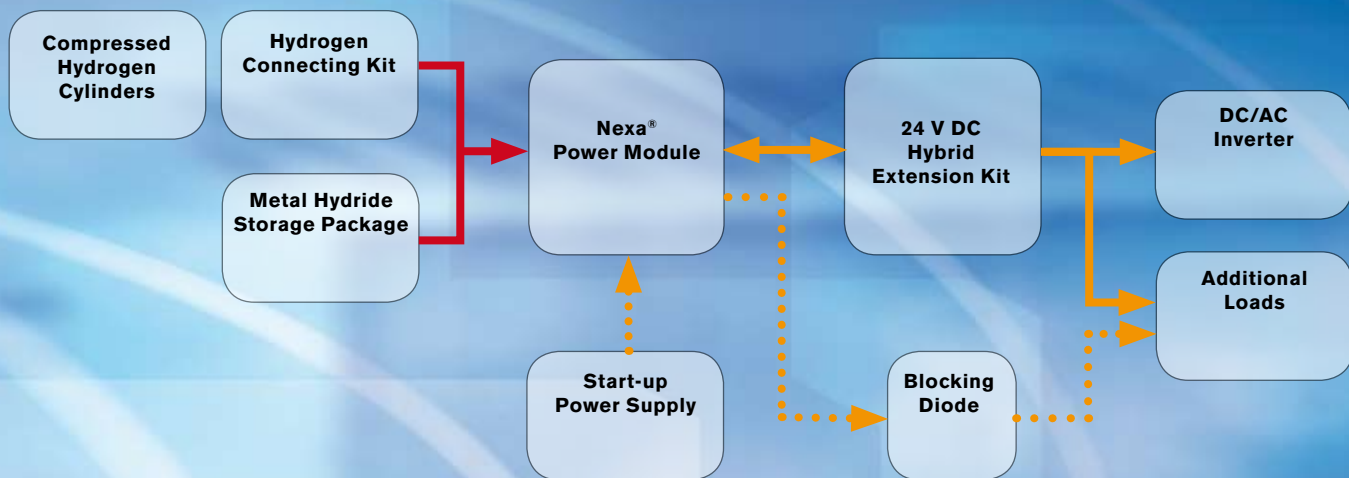 Compressed
Hydrogen
Cylinders
Hydrogen
Connecting Kit
Metal Hydride
Storage Package
Nexa®
Power Module
Start-up
Power Supply
24 V DC
Hybrid
Extension Kit
Blocking
Diode
DC/AC
Inverter
Additional
Loads